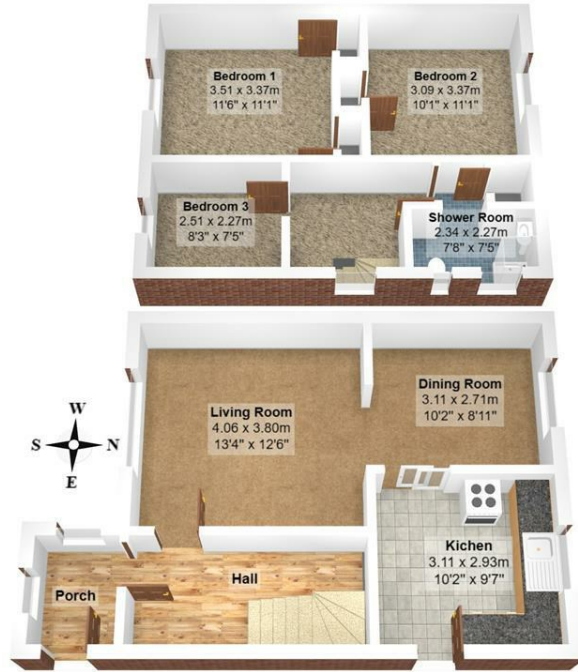 Bedroom 1
3.51 x 3.37m
11'6" x 11'1"
Bedroom 2
3.09 x 3.37m
10'1" x 11'1"
Bedroom 3
2.51 x 2.27m
8'3" x 7'5"
Shower Room
2.34 x 2.27m
7'8" x 7'5"
W
S N
E
Living Room
4.06 x 3.80m
13'4" x 12'6"
Dining Room
3.11 x 2.71m
10'2" x 8'11"
Kichen
3.11 x 2.93m
10'2" x 9'7"
Hall
Porch